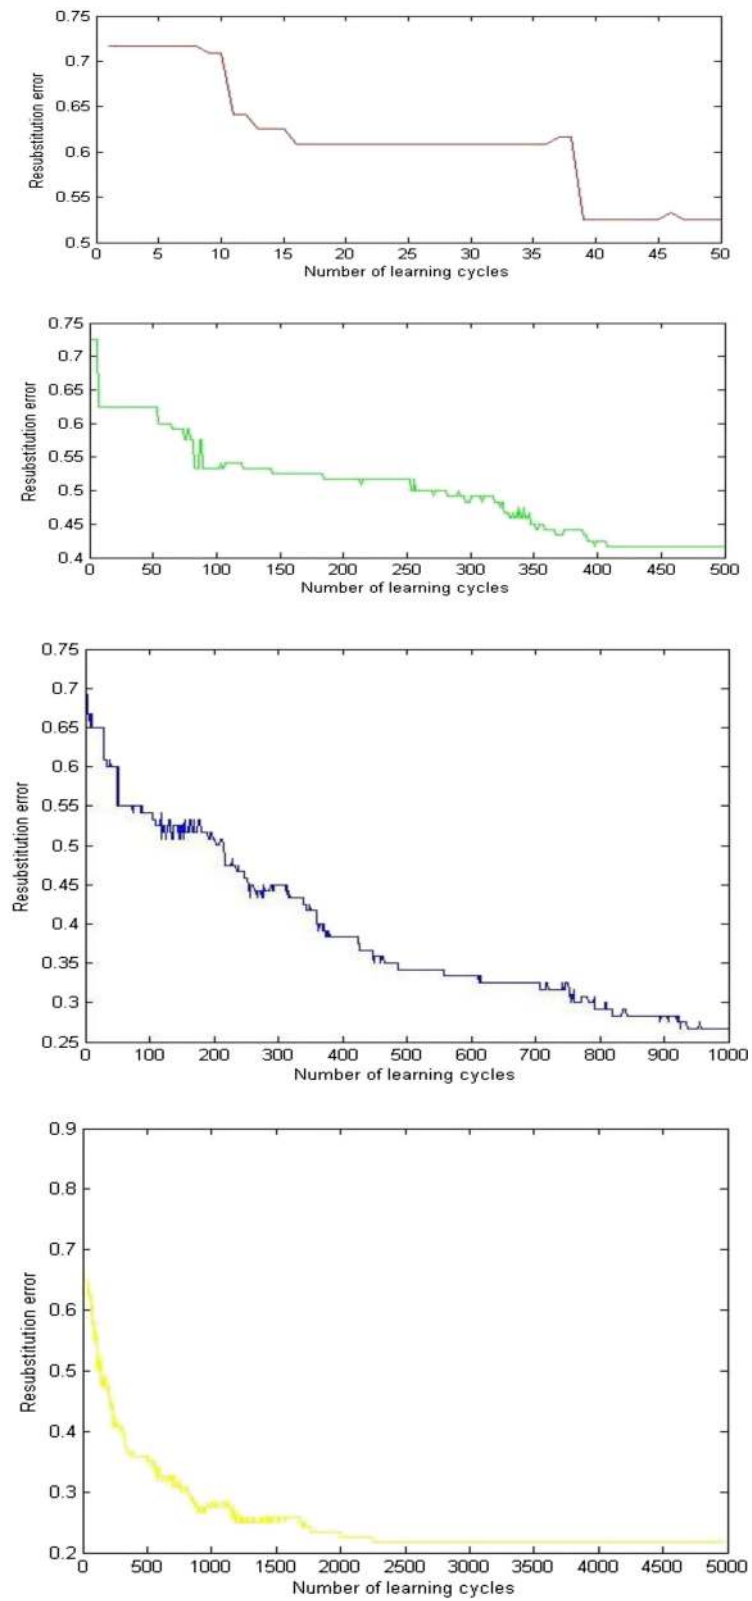 0.75
0.7
0.65
0.6
0.55
0.5
Resubstitution error
0 5 10 15 20 25 30 35 40 45 50
Number of learning cycles
0.75
0.7
0.65
0.6
0.55
0.5
0.45
0.4
Resubstitution error
0 50 100 150 200 250 300 350 400 450 500
Number of learning cycles
0.75
0.7
0.65
0.6
0.55
0.5
0.45
0.4
0.35
0.3
0.25
Resubstitution error
0 100 200 300 400 500 600 700 800 900 1000
Number of learning cycles
0.9
0.8
0.7
0.6
0.5
0.4
0.3
0.2
Resubstitution error
0 500 1000 1500 2000 2500 3000 3500 4000 4500 5000
Number of learning cycles